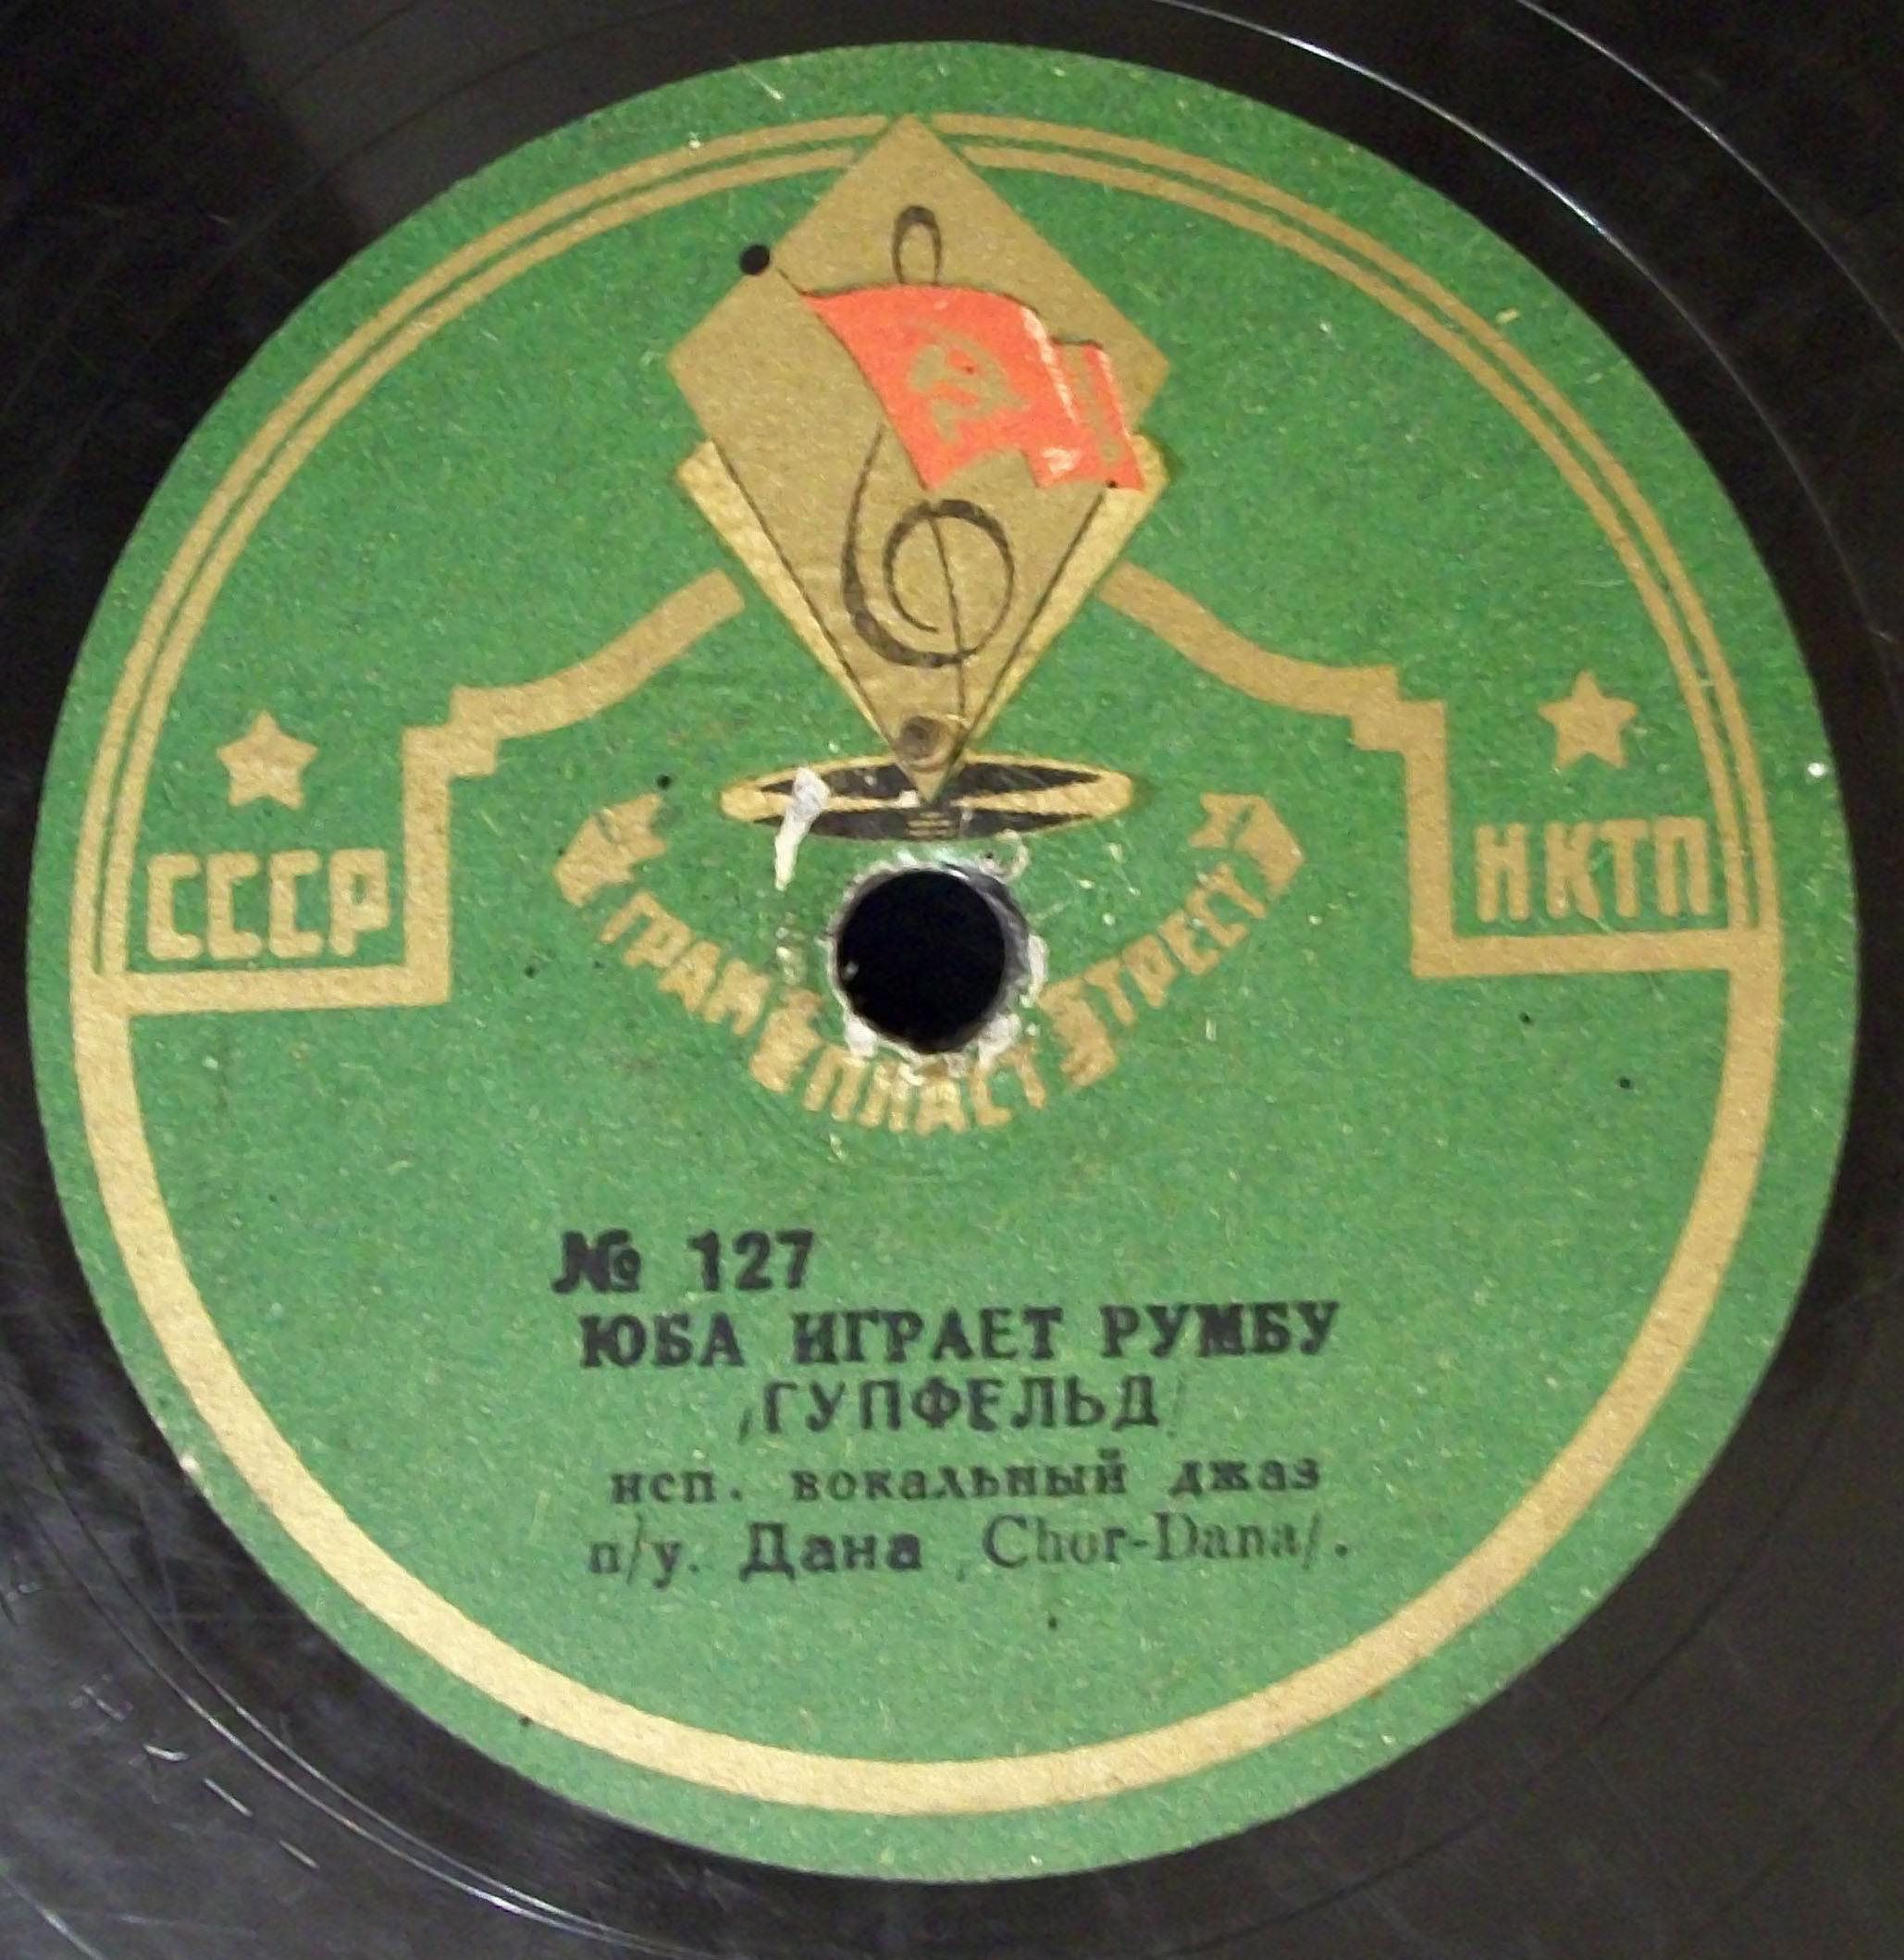 СССР
НКТП
ГРАМПЛАСТТРЕСТ
№ 127
ЮБА ИГРАЕТ РУМБУ
/ГУПФЕЛЬД/
исп. вокальный джаз
п/у. Дана /Chor-Dana/.